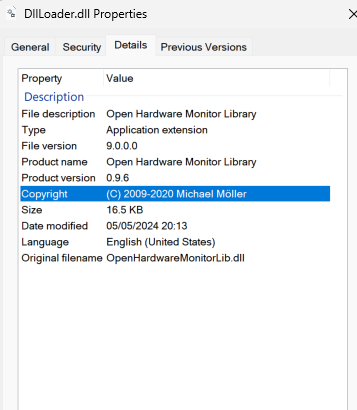 DllLoader.dll Properties
General Security Details Previous Versions
Property Value
Description
File description Open Hardware Monitor Library
Type Application extension
File version 9.0.0.0
Product name Open Hardware Monitor Library
Product version 0.9.6
Copyright (C) 2009-2020 Michael Möller
Size 16.5 KB
Date modified 05/05/2024 20:13
Language English (United States)
Original filename OpenHardwareMonitorLib.dll